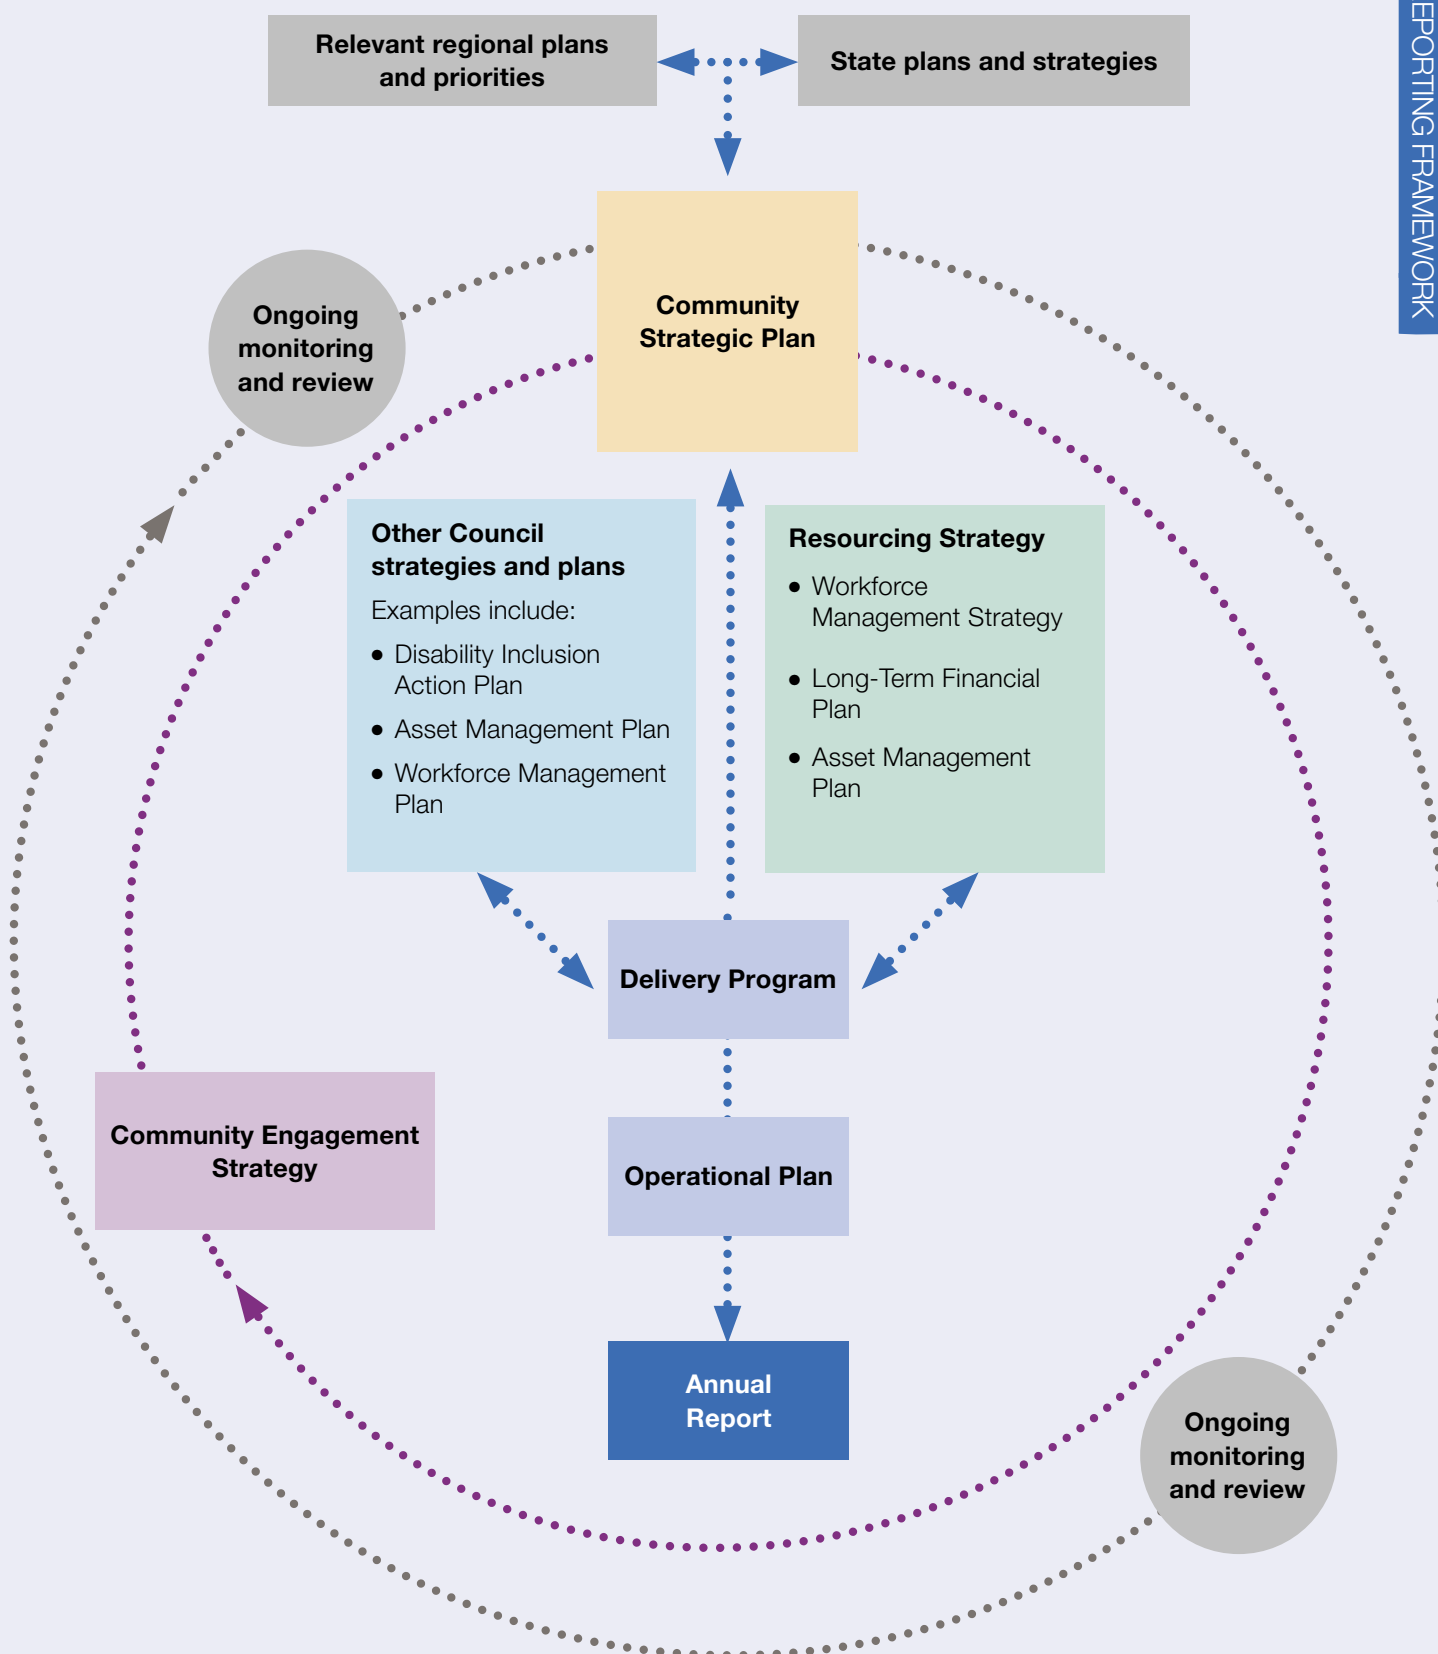 Relevant regional plans
and priorities
State plans and strategies
REPORTING FRAMEWORK
Community
Strategic Plan
Ongoing
monitoring
and review
Other Council
strategies and plans
Examples include:
• Disability Inclusion
Action Plan
• Asset Management Plan
• Workforce Management
Plan
Resourcing Strategy
• Workforce
Management Strategy
• Long-Term Financial
Plan
• Asset Management
Plan
Delivery Program
Community Engagement
Strategy
Operational Plan
Annual
Report
Ongoing
monitoring
and review